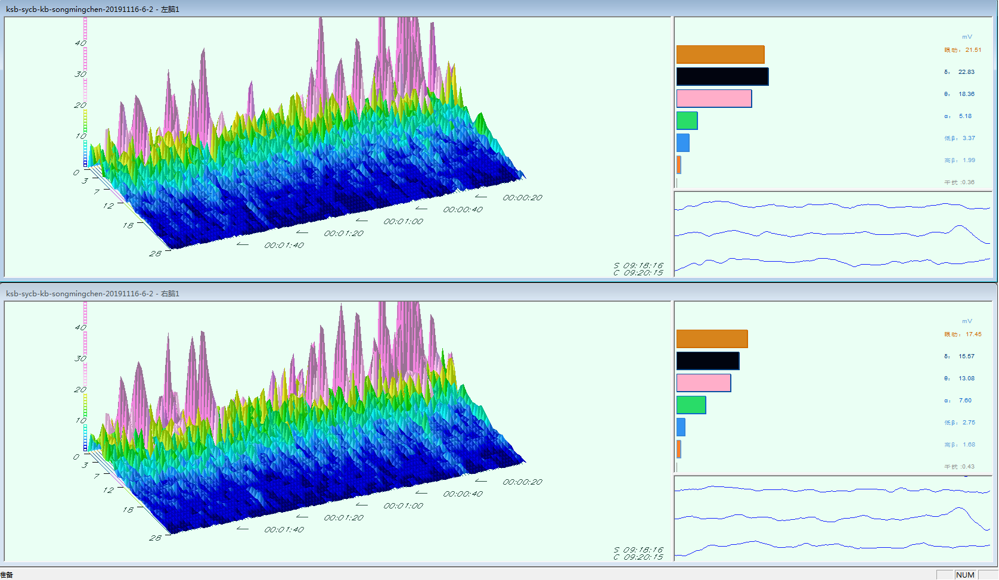 ksb-sycb-kb-songmingchen-20191116-6-2 - 左脑1
40
30
20
10
0
3
7
12
18
28
00:00:20
00:00:40
00:01:00
00:01:20
00:01:40
S 09:18:16
C 09:20:15
mV
眼动: 21.51
δ: 22.83
θ: 18.36
α: 5.18
低β: 3.37
高β: 1.99
干扰:0.36
ksb-sycb-kb-songmingchen-20191116-6-2 - 右脑1
40
30
20
10
0
3
7
12
18
28
00:00:20
00:00:40
00:01:00
00:01:20
00:01:40
S 09:18:16
C 09:20:15
mV
眼动: 17.45
δ: 15.57
θ: 13.08
α: 7.60
低β: 2.75
高β: 1.68
干扰:0.43
准备
NUM